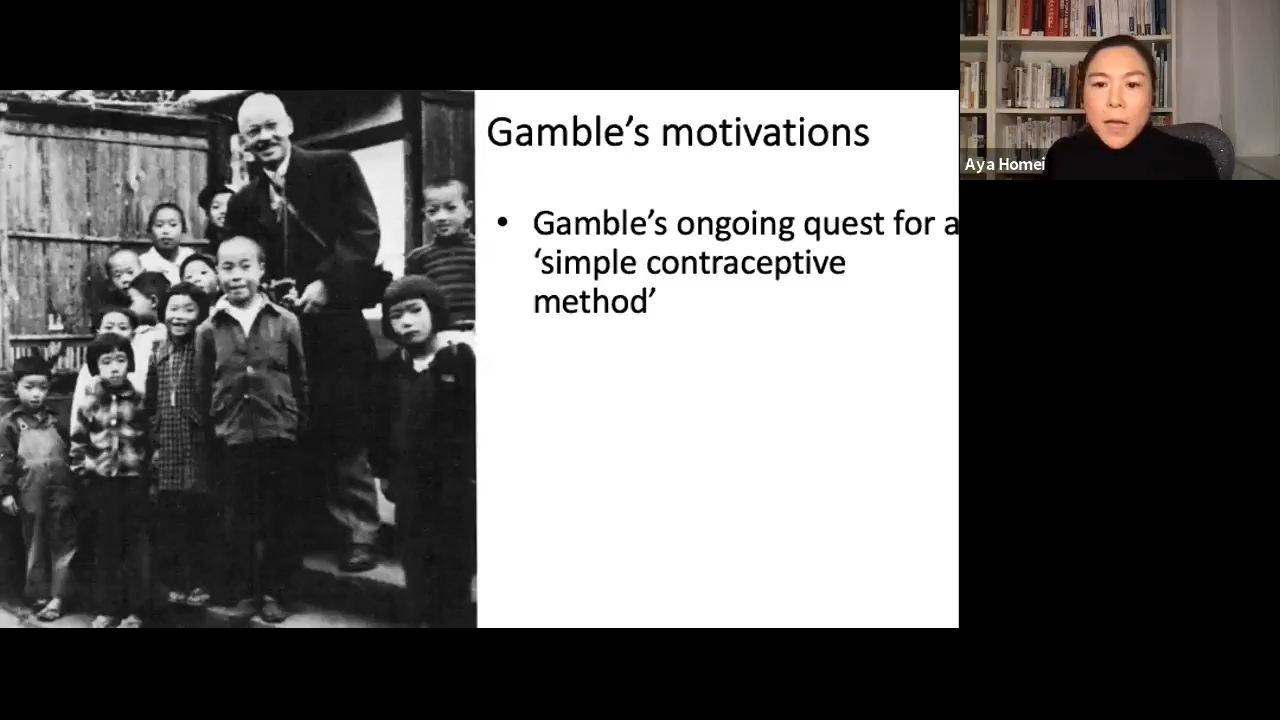 Gamble’s motivations
• Gamble’s ongoing quest for a
‘simple contraceptive
method’
Aya Homei